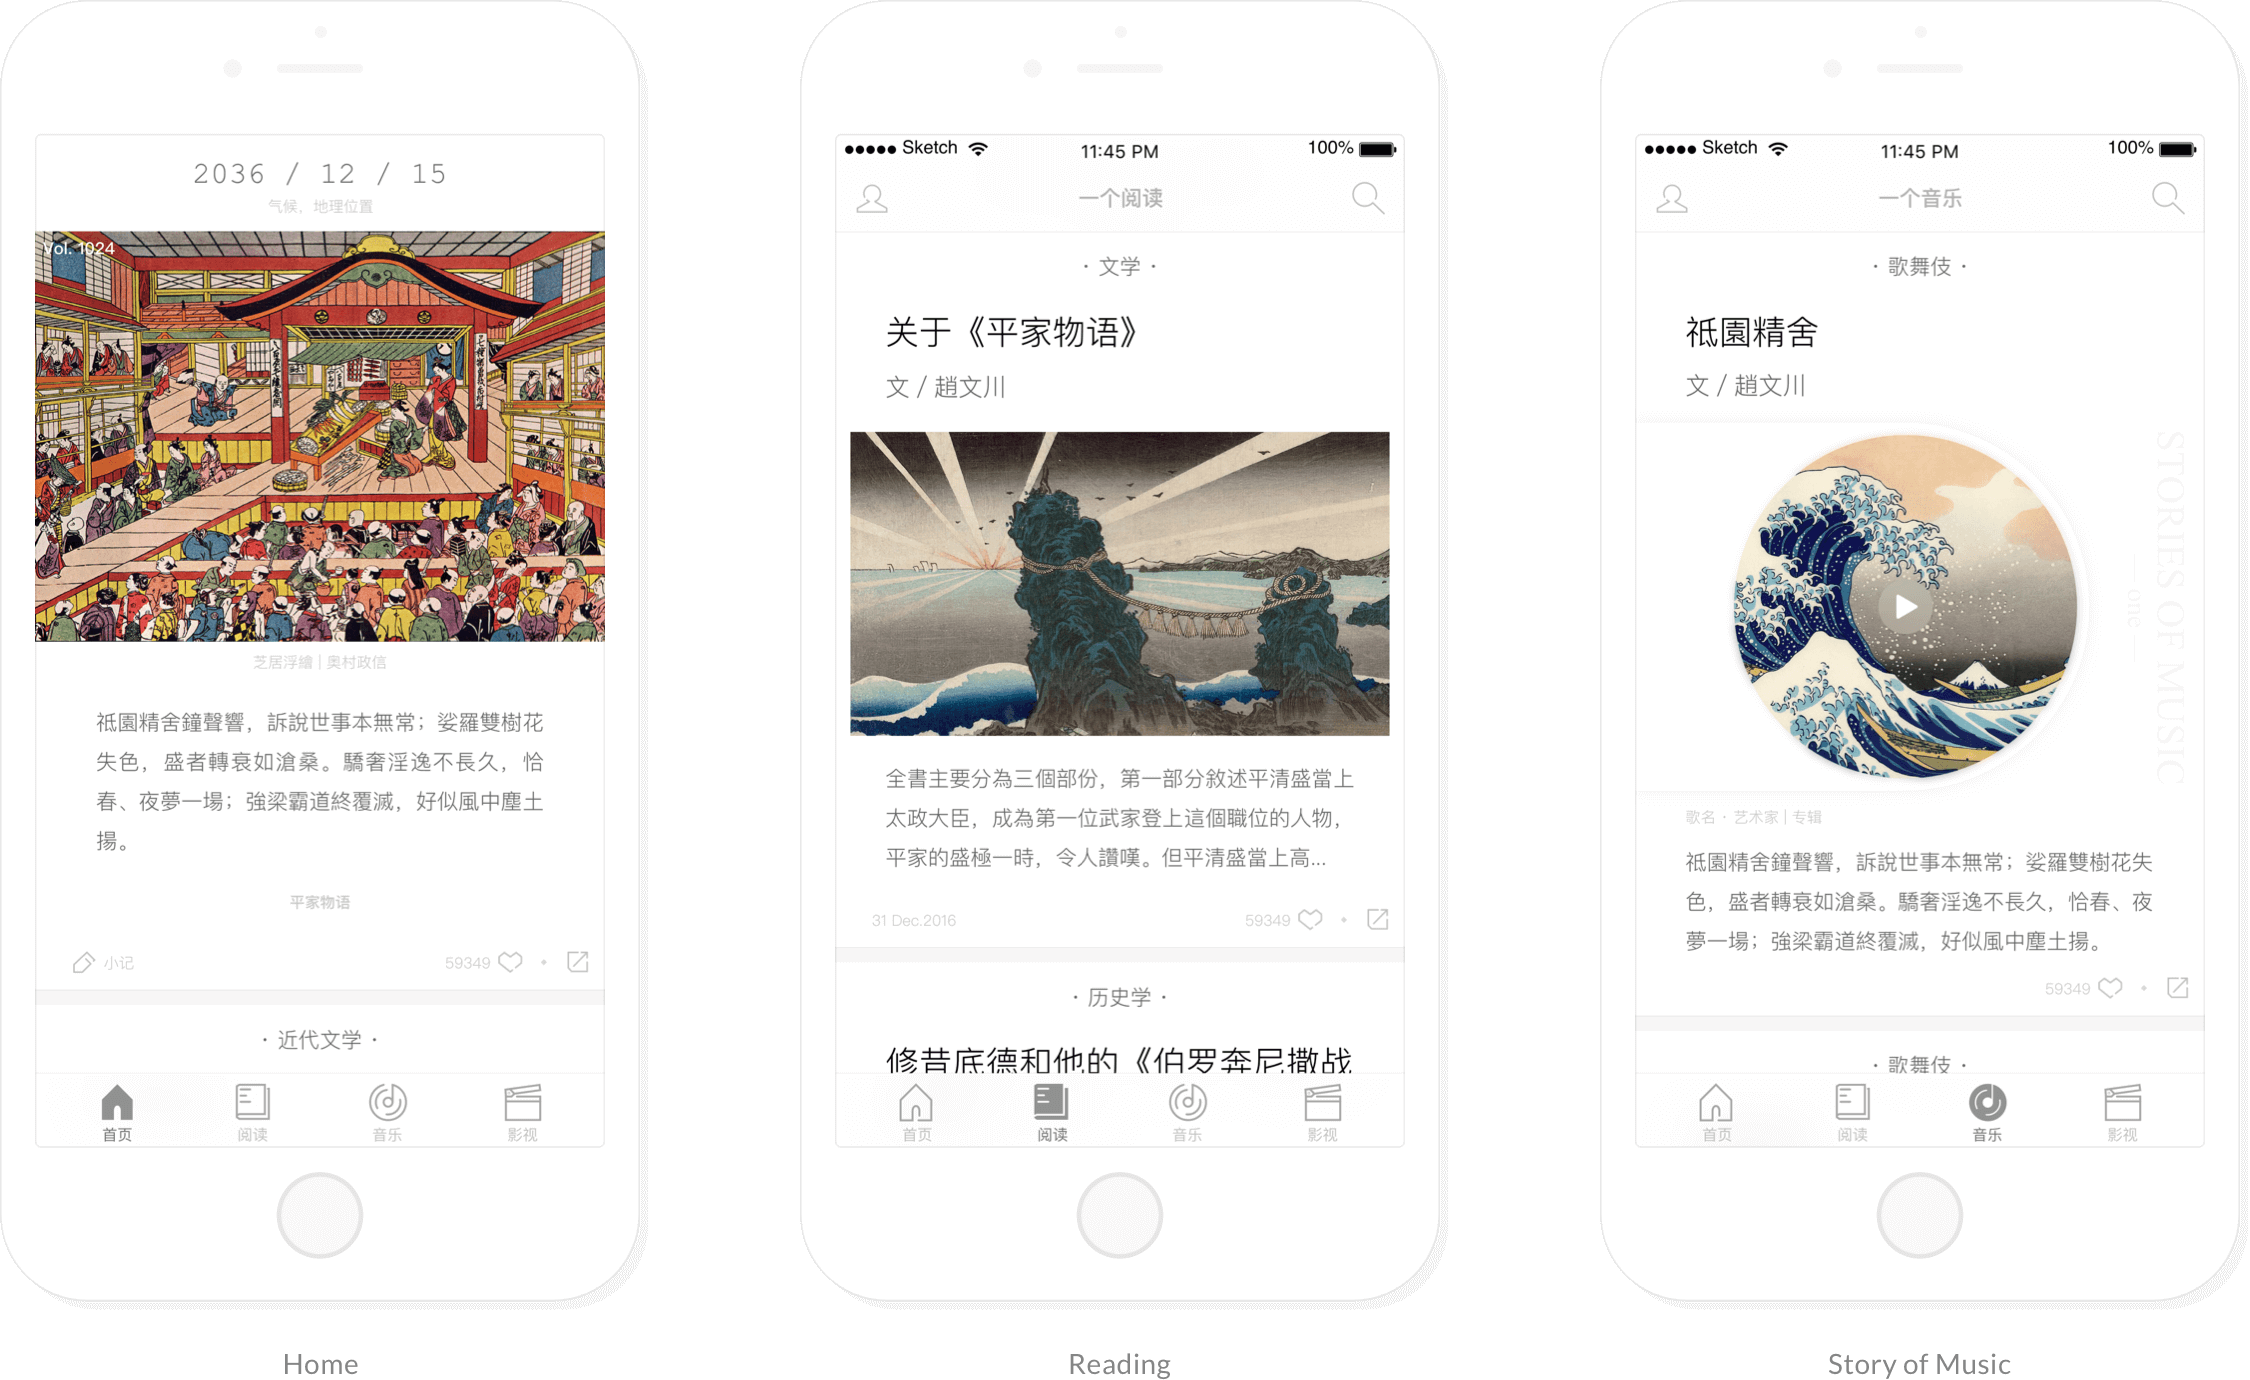 2036 / 12 / 15
气候，地理位置
Vol. 1024
芝居浮繪 | 奥村政信
祗園精舍鐘聲響，訴說世事本無常；娑羅雙樹花
失色，盛者轉衰如滄桑。驕奢淫逸不長久，恰
春、夜夢一場；強梁霸道終覆滅，好似風中塵土
揚。
平家物语
小记
59349
· 近代文学 ·
首页
阅读
音乐
影视
Home
Sketch
11:45 PM
100%
一个阅读
· 文学 ·
关于《平家物语》
文 / 趙文川
全書主要分為三個部份，第一部分敘述平清盛當上
太政大臣，成為第一位武家登上這個職位的人物，
平家的盛極一時，令人讚嘆。但平清盛當上高...
31 Dec.2016
59349
· 历史学 ·
修昔底德和他的《伯罗奔尼撒战
首页
阅读
音乐
影视
Reading
Sketch
11:45 PM
100%
一个音乐
· 歌舞伎 ·
祗園精舍
文 / 趙文川
STORIES OF MUSIC
— one —
歌名 · 艺术家 | 专辑
祗園精舍鐘聲響，訴說世事本無常；娑羅雙樹花失
色，盛者轉衰如滄桑。驕奢淫逸不長久，恰春、夜
夢一場；強梁霸道終覆滅，好似風中塵土揚。
59349
· 歌舞伎 ·
首页
阅读
音乐
影视
Story of Music